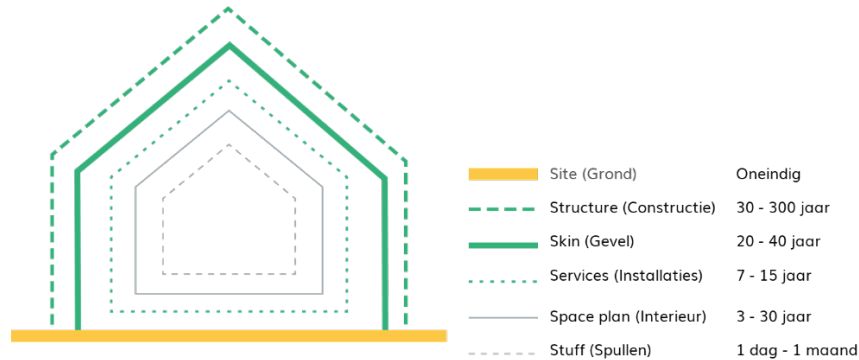 Site (Grond) Oneindig
Structure (Constructie) 30 - 300 jaar
Skin (Gevel) 20 - 40 jaar
Services (Installaties) 7 - 15 jaar
Space plan (Interieur) 3 - 30 jaar
Stuff (Spullen) 1 dag - 1 maand